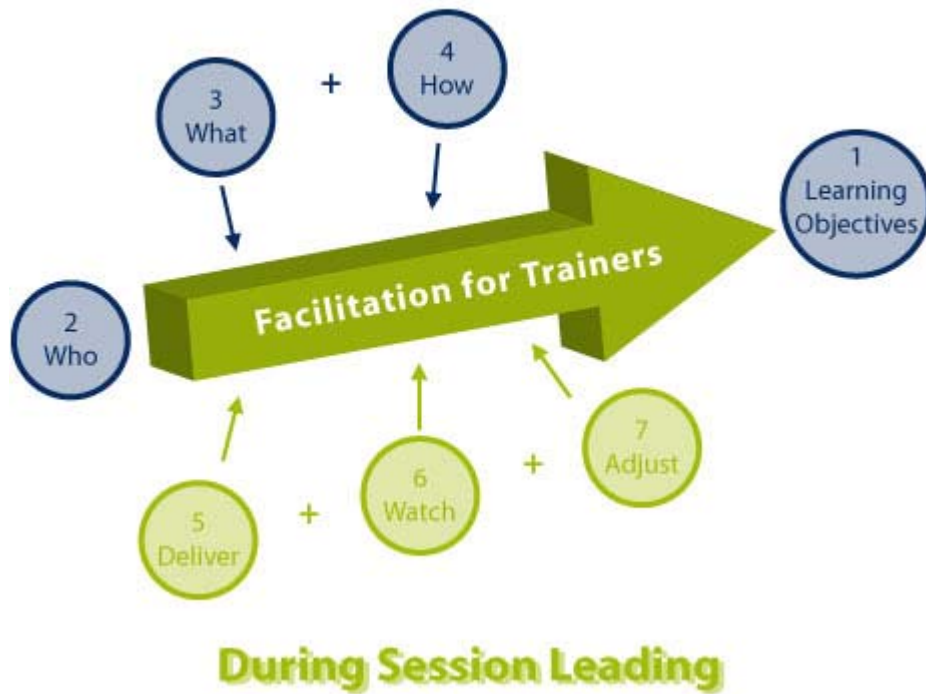 3
What
+
4
How
1
Learning
Objectives
2
Who
Facilitation for Trainers
5
Deliver
+
6
Watch
+
7
Adjust
During Session Leading